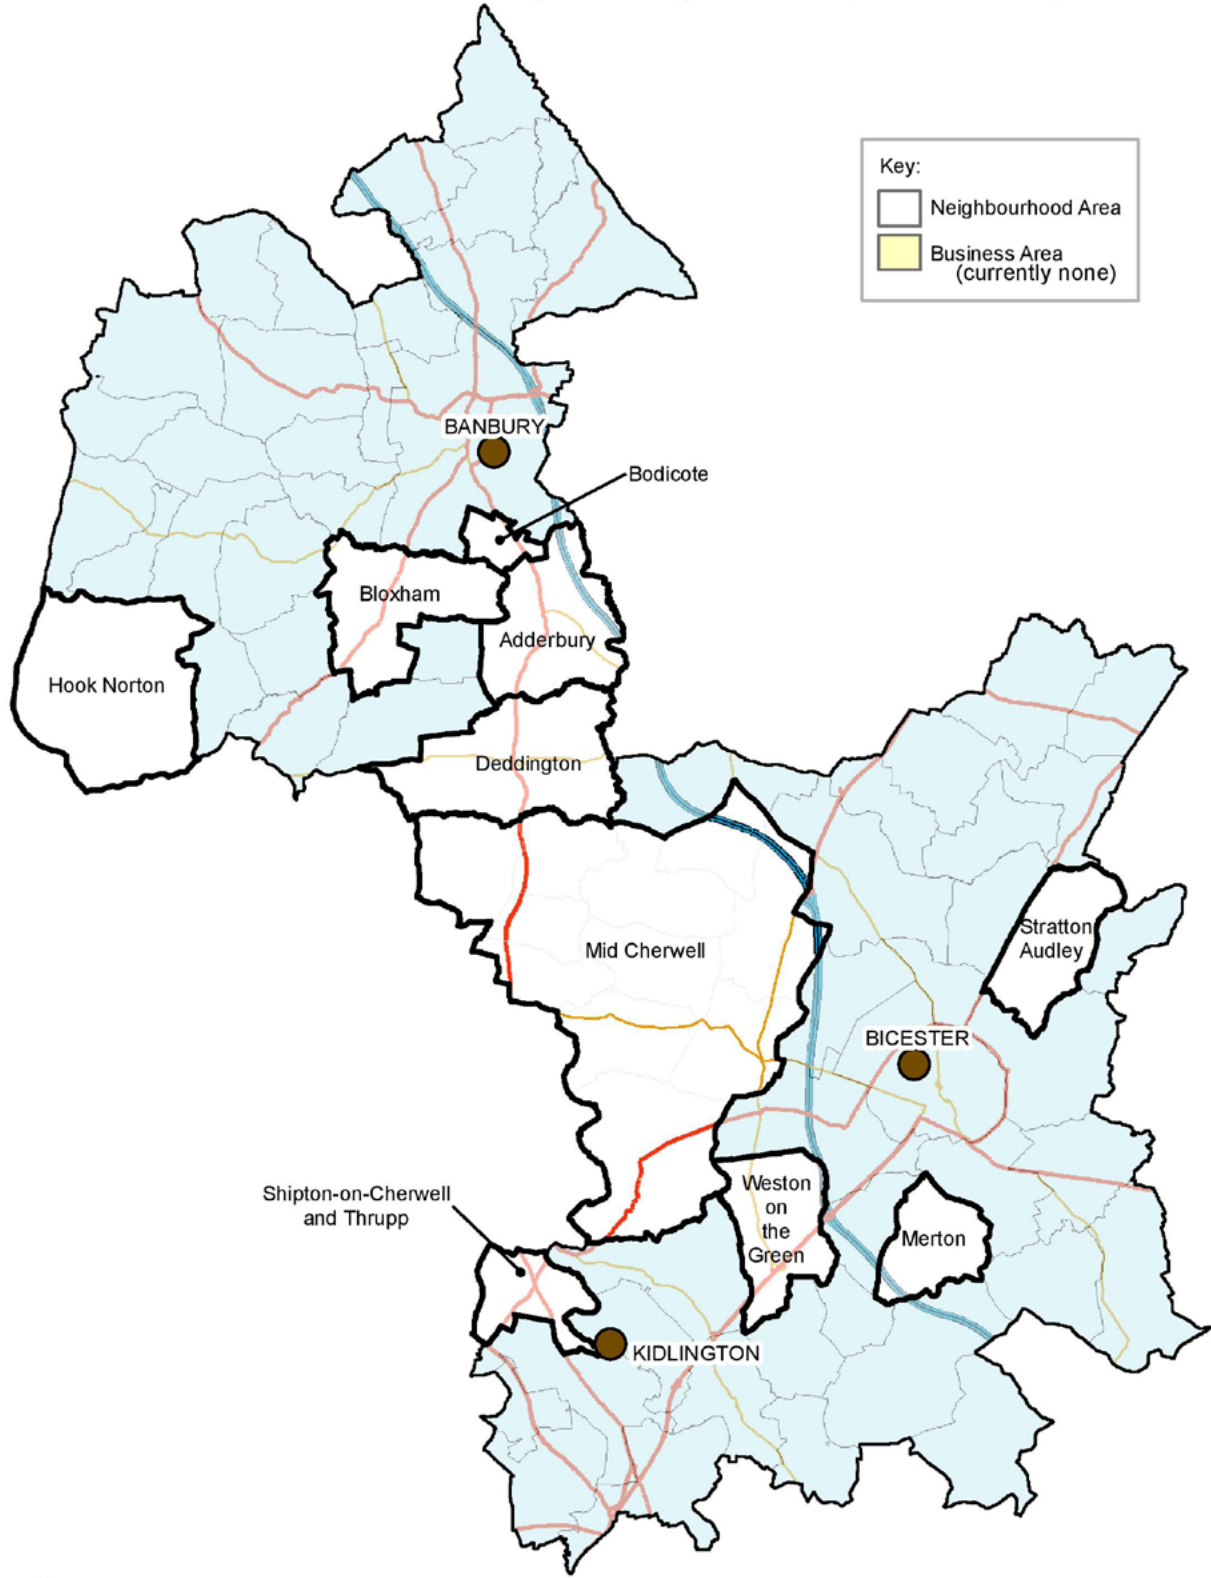 Key:
Neighbourhood Area
Business Area
(currently none)
BANBURY
Bodicote
Bloxham
Adderbury
Hook Norton
Deddington
Mid Cherwell
Stratton
Audley
BICESTER
Shipton-on-Cherwell
and Thrupp
Weston
on
the
Green
Merton
KIDLINGTON